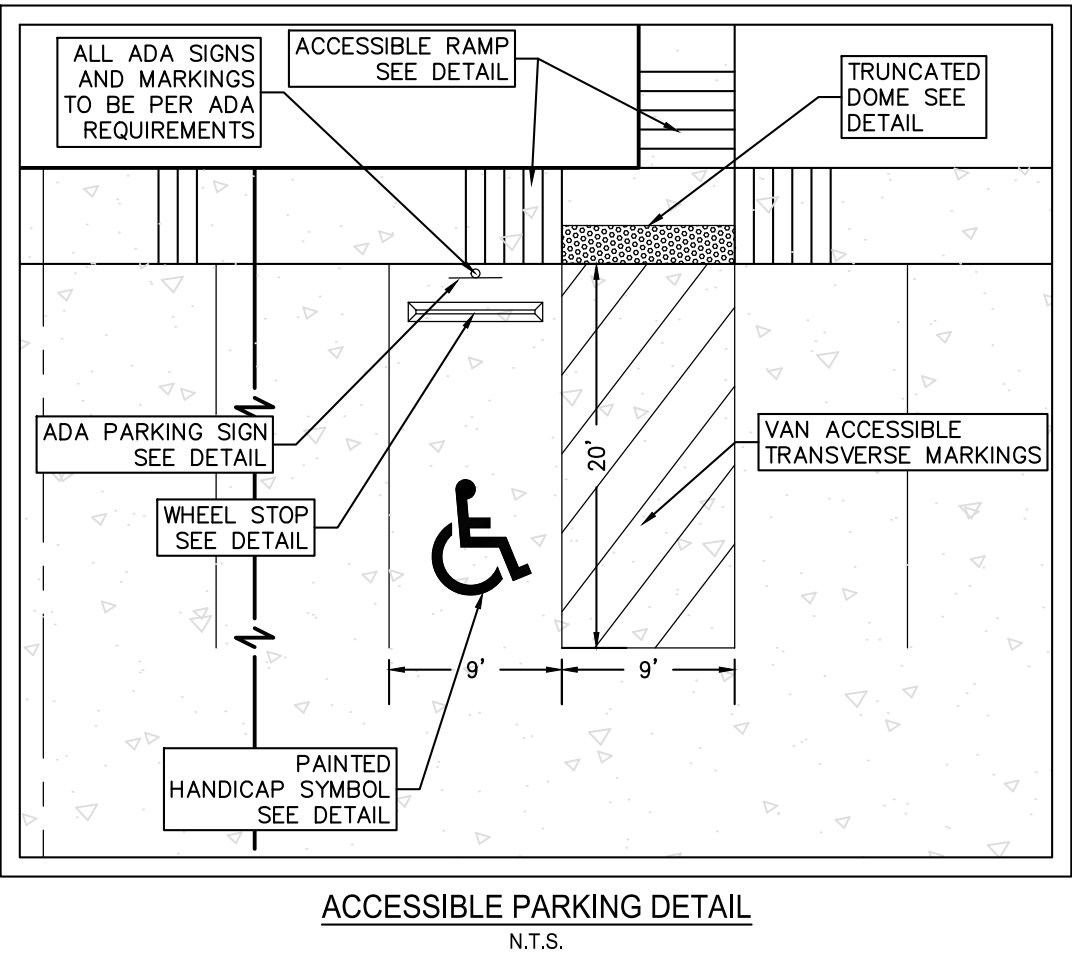 ALL ADA SIGNS
AND MARKINGS
TO BE PER ADA
REQUIREMENTS
ACCESSIBLE RAMP
SEE DETAIL
TRUNCATED
DOME SEE
DETAIL
ADA PARKING SIGN
SEE DETAIL
WHEEL STOP
SEE DETAIL
20'
VAN ACCESSIBLE
TRANSVERSE MARKINGS
9'
9'
PAINTED
HANDICAP SYMBOL
SEE DETAIL
ACCESSIBLE PARKING DETAIL
N.T.S.